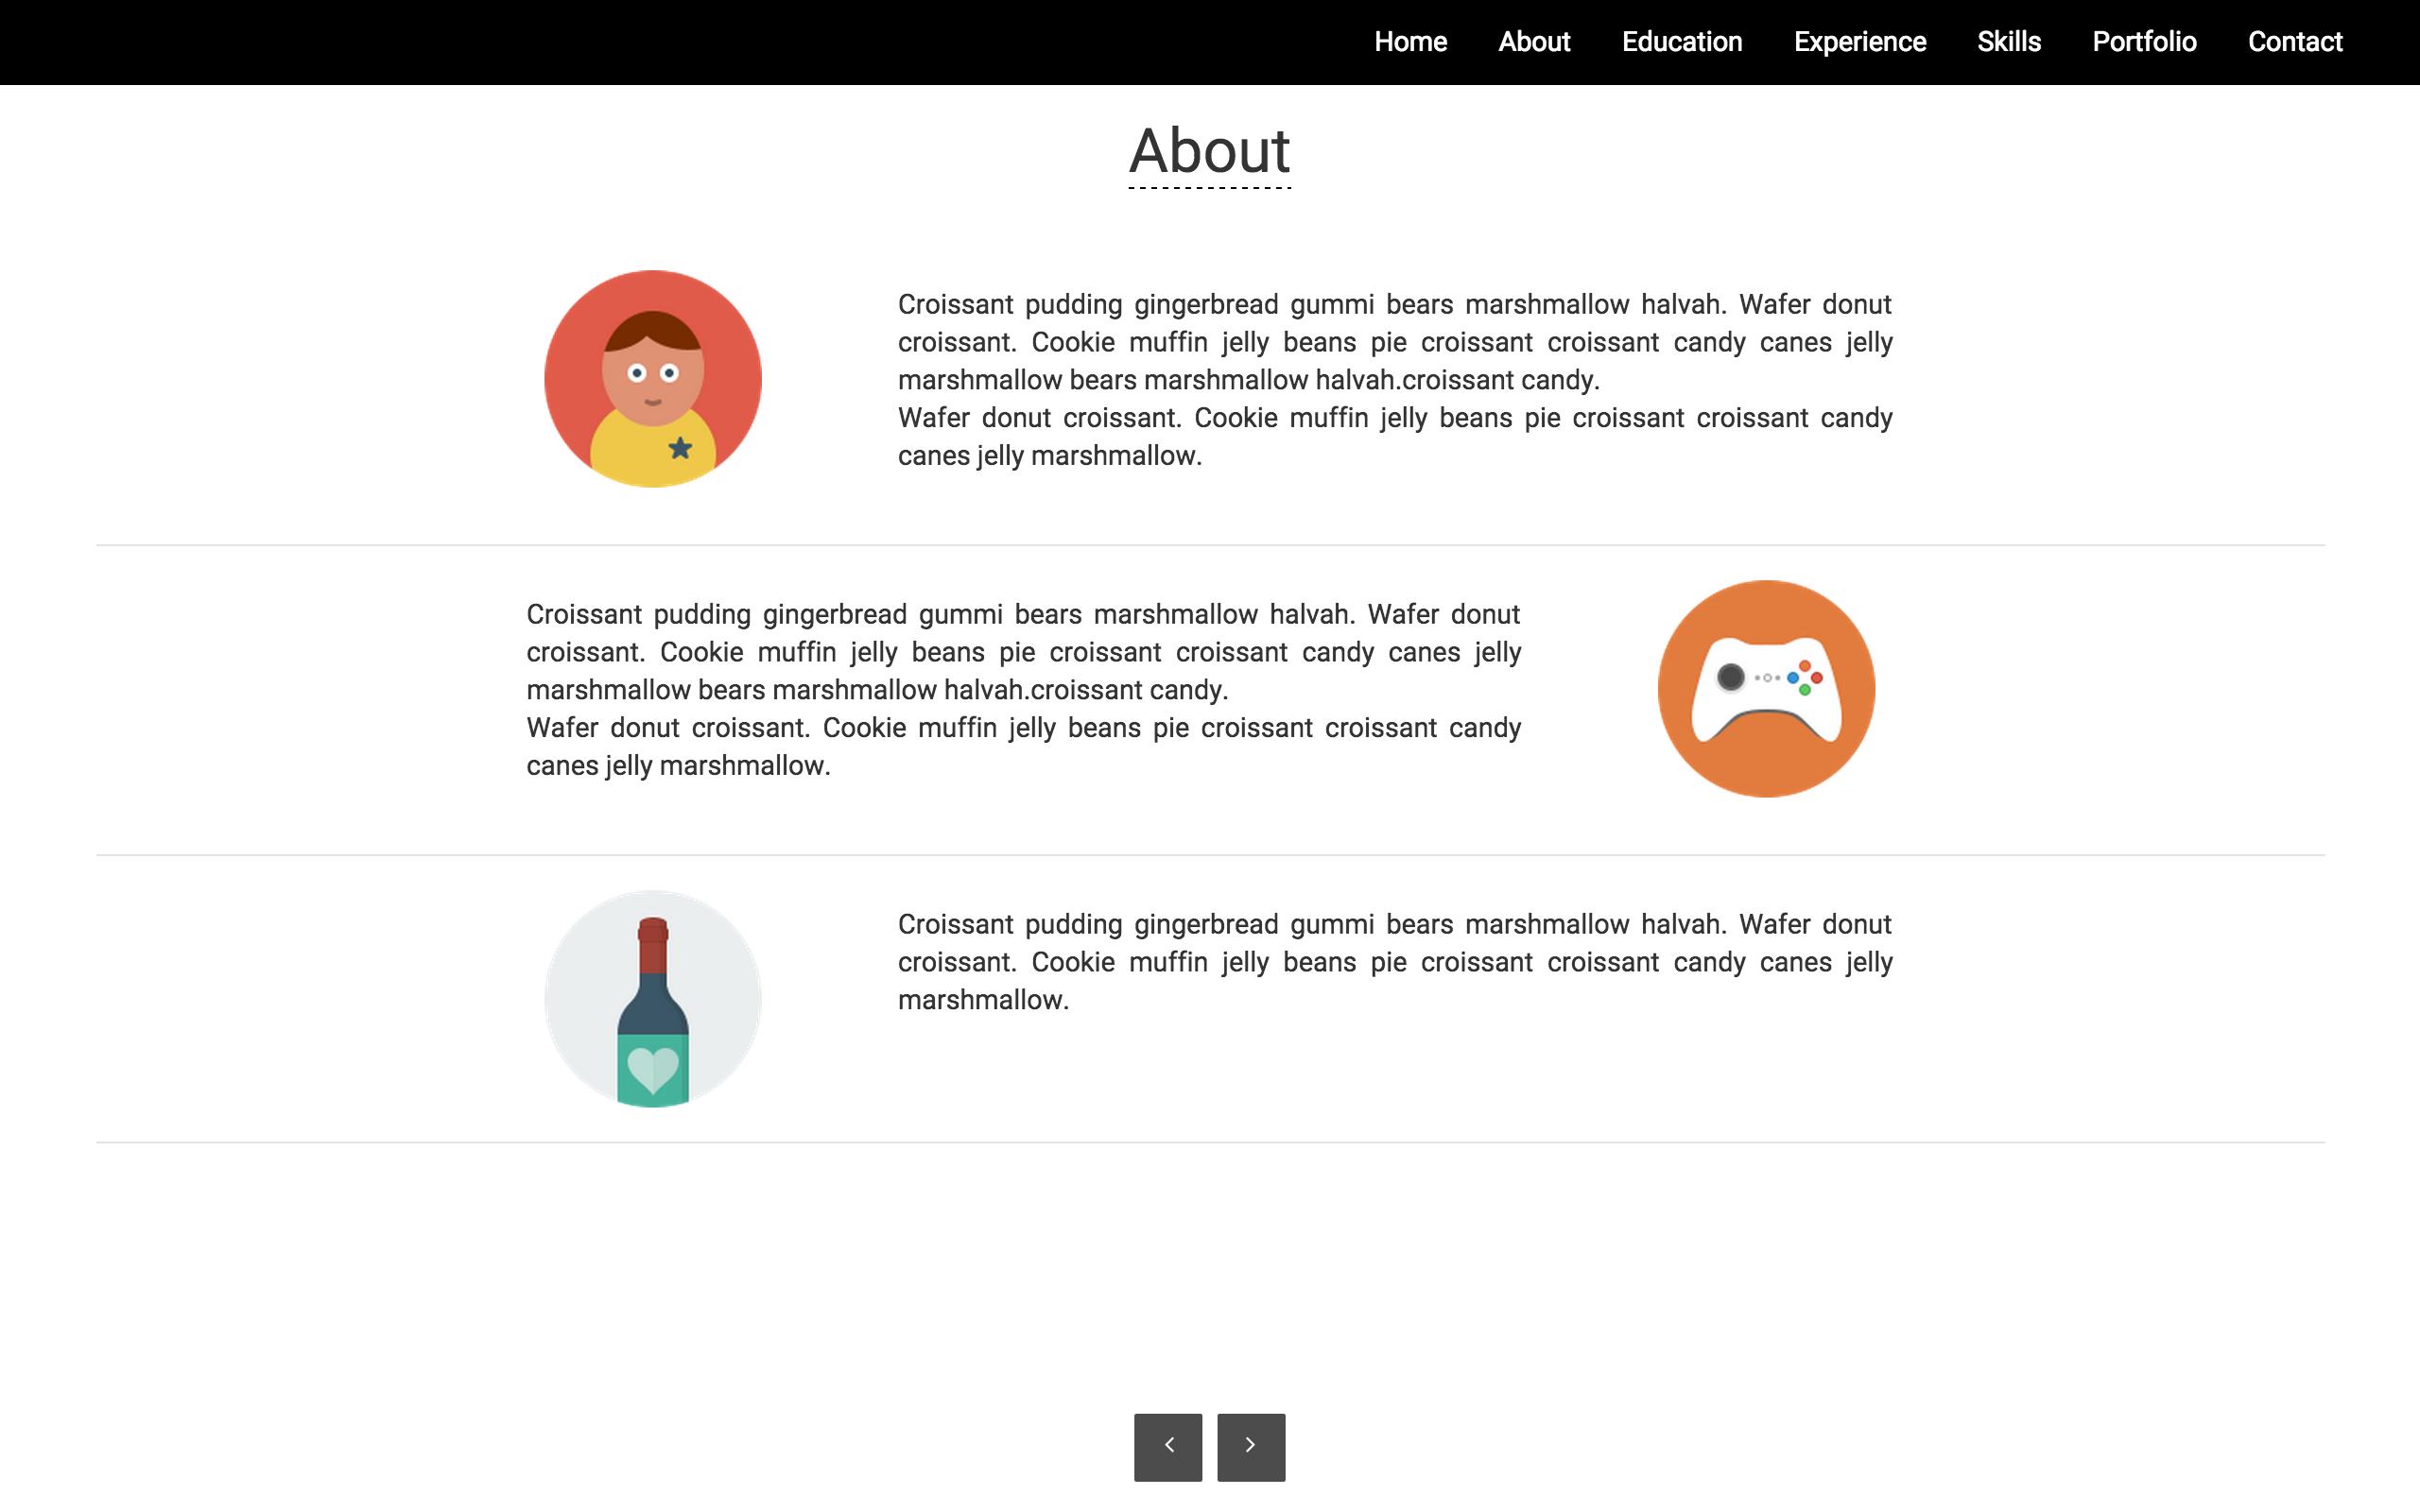 Home About Education Experience Skills Portfolio Contact
About
Croissant pudding gingerbread gummi bears marshmallow halvah. Wafer donut
croissant. Cookie muffin jelly beans pie croissant croissant candy canes jelly
marshmallow bears marshmallow halvah.croissant candy.
Wafer donut croissant. Cookie muffin jelly beans pie croissant croissant candy
canes jelly marshmallow.
Croissant pudding gingerbread gummi bears marshmallow halvah. Wafer donut
croissant. Cookie muffin jelly beans pie croissant croissant candy canes jelly
marshmallow bears marshmallow halvah.croissant candy.
Wafer donut croissant. Cookie muffin jelly beans pie croissant croissant candy
canes jelly marshmallow.
Croissant pudding gingerbread gummi bears marshmallow halvah. Wafer donut
croissant. Cookie muffin jelly beans pie croissant croissant candy canes jelly
marshmallow.